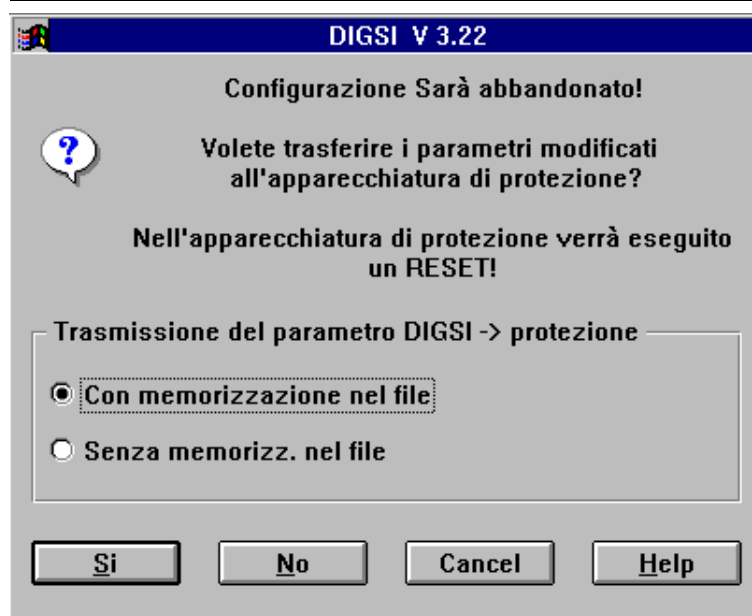 DIGSI V 3.22
Configurazione Sarà abbandonato!
Volete trasferire i parametri modificati
all'apparecchiatura di protezione?
Nell'apparecchiatura di protezione verrà eseguito
un RESET!
Trasmissione del parametro DIGSI -> protezione
Con memorizzazione nel file
Senza memorizz. nel file
Si No Cancel Help